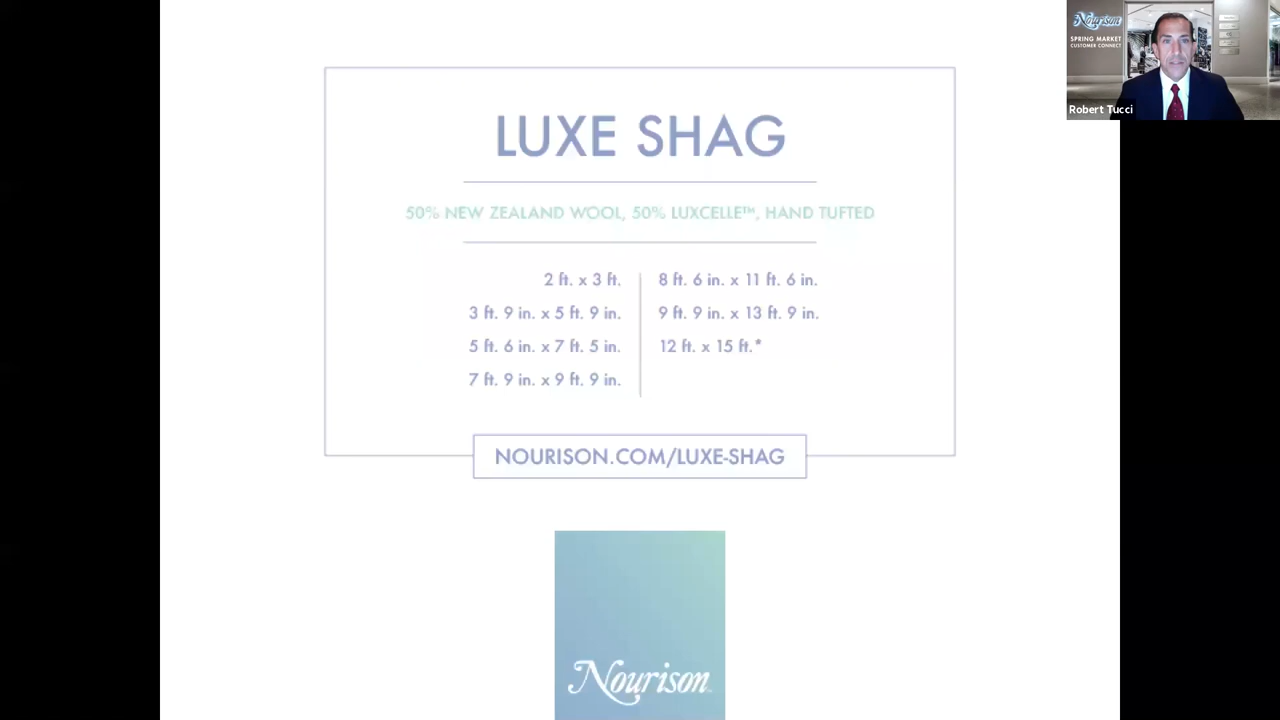 Nourison
SPRING MARKET
CUSTOMER CONNECT
Robert Tucci
LUXE SHAG
50% NEW ZEALAND WOOL, 50% LUXCELLE™, HAND TUFTED
2 ft. x 3 ft.
3 ft. 9 in. x 5 ft. 9 in.
5 ft. 6 in. x 7 ft. 5 in.
7 ft. 9 in. x 9 ft. 9 in.
8 ft. 6 in. x 11 ft. 6 in.
9 ft. 9 in. x 13 ft. 9 in.
12 ft. x 15 ft.*
NOURISON.COM/LUXE-SHAG
Nourison